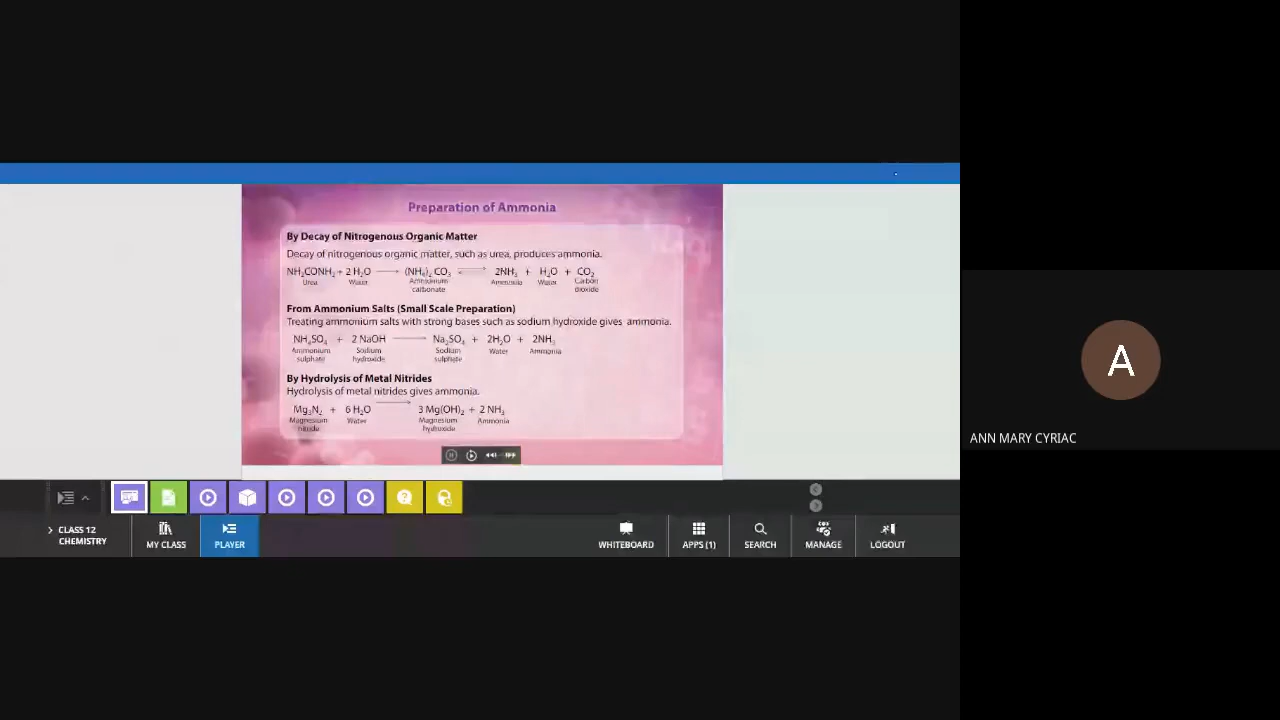 Preparation of Ammonia
By Decay of Nitrogenous Organic Matter
Decay of nitrogenous organic matter, such as urea, produces ammonia.
NH₂CONH₂ + 2 H₂O ⟶ (NH₄)₂ CO₃ ⇌ 2NH₃ + H₂O + CO₂
Urea Water Ammonium carbonate Ammonia Water Carbon dioxide
From Ammonium Salts (Small Scale Preparation)
Treating ammonium salts with strong bases such as sodium hydroxide gives ammonia.
NH₄SO₄ + 2 NaOH ⟶ Na₂SO₄ + 2H₂O + 2NH₃
Ammonium sulphate Sodium hydroxide Sodium sulphate Water Ammonia
By Hydrolysis of Metal Nitrides
Hydrolysis of metal nitrides gives ammonia.
Mg₃N₂ + 6 H₂O ⟶ 3 Mg(OH)₂ + 2 NH₃
Magnesium nitride Water Magnesium hydroxide Ammonia
A
ANN MARY CYRIAC
CLASS 12
CHEMISTRY
MY CLASS
PLAYER
WHITEBOARD
APPS (1)
SEARCH
MANAGE
LOGOUT